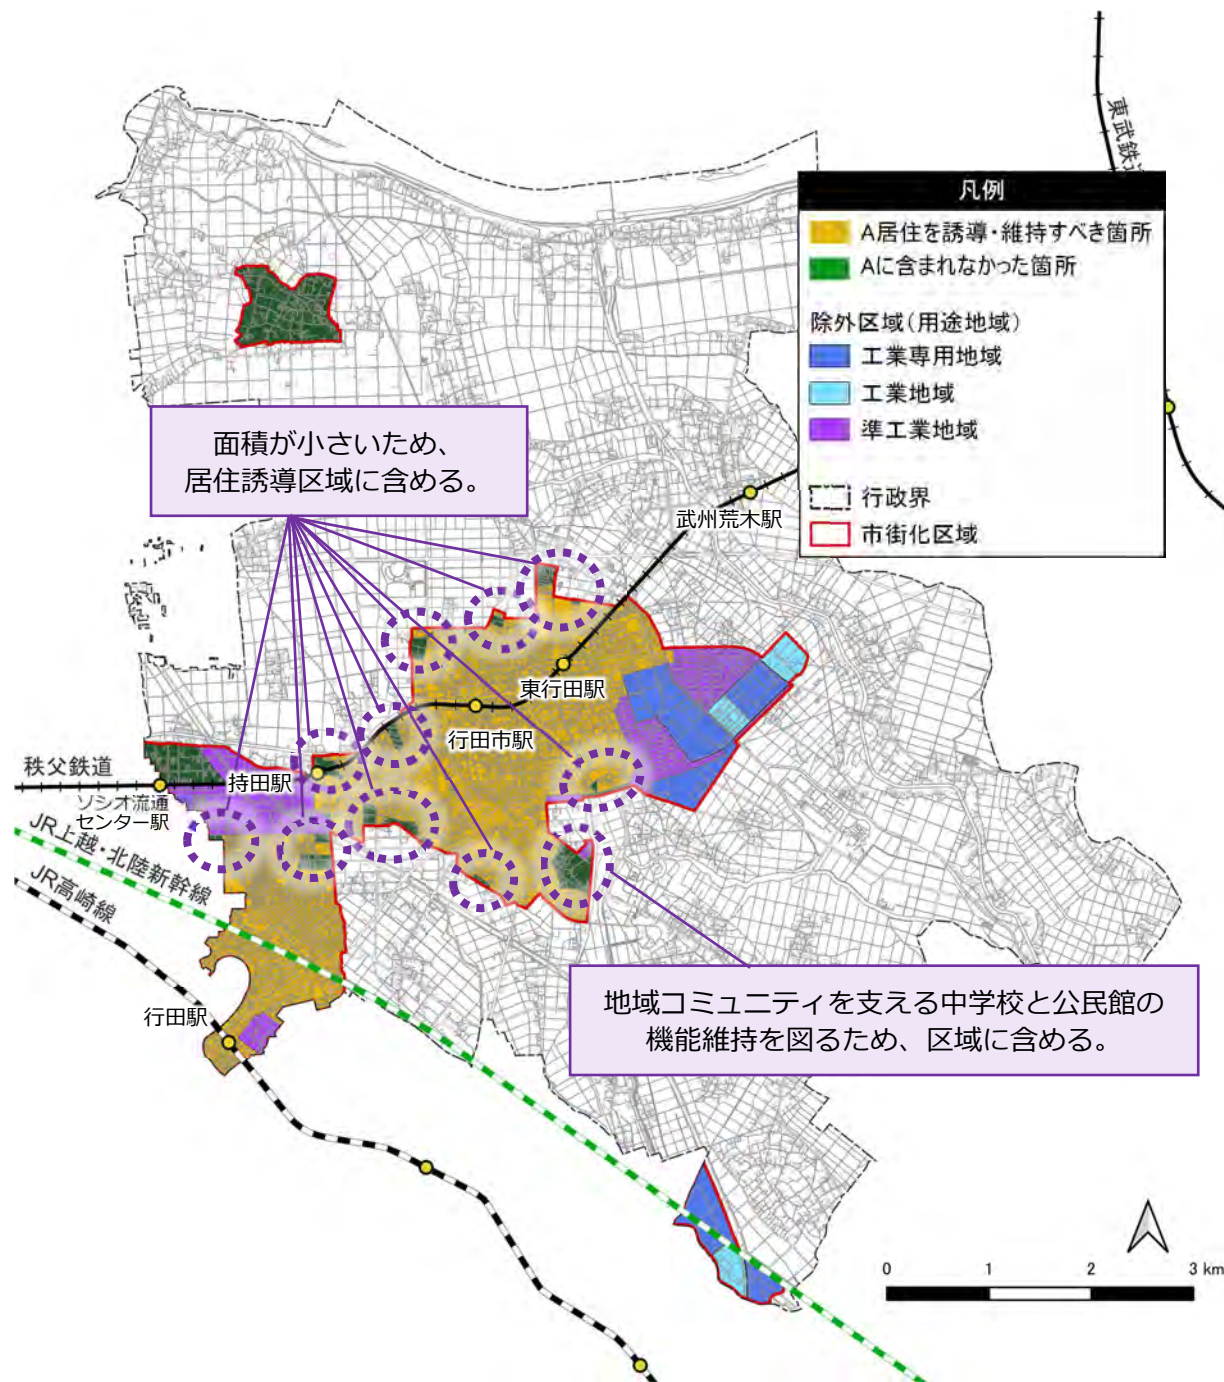 東武鉄道
凡例
A居住を誘導・維持すべき箇所
Aに含まれなかった箇所
除外区域(用途地域)
工業専用地域
工業地域
準工業地域
行政界
市街化区域
面積が小さいため、
居住誘導区域に含める。
武州荒木駅
東行田駅
行田市駅
持田駅
秩父鉄道
ソシオ流通
センター駅
JR上越・北陸新幹線
JR高崎線
行田駅
地域コミュニティを支える中学校と公民館の
機能維持を図るため、区域に含める。
0 1 2 3 km